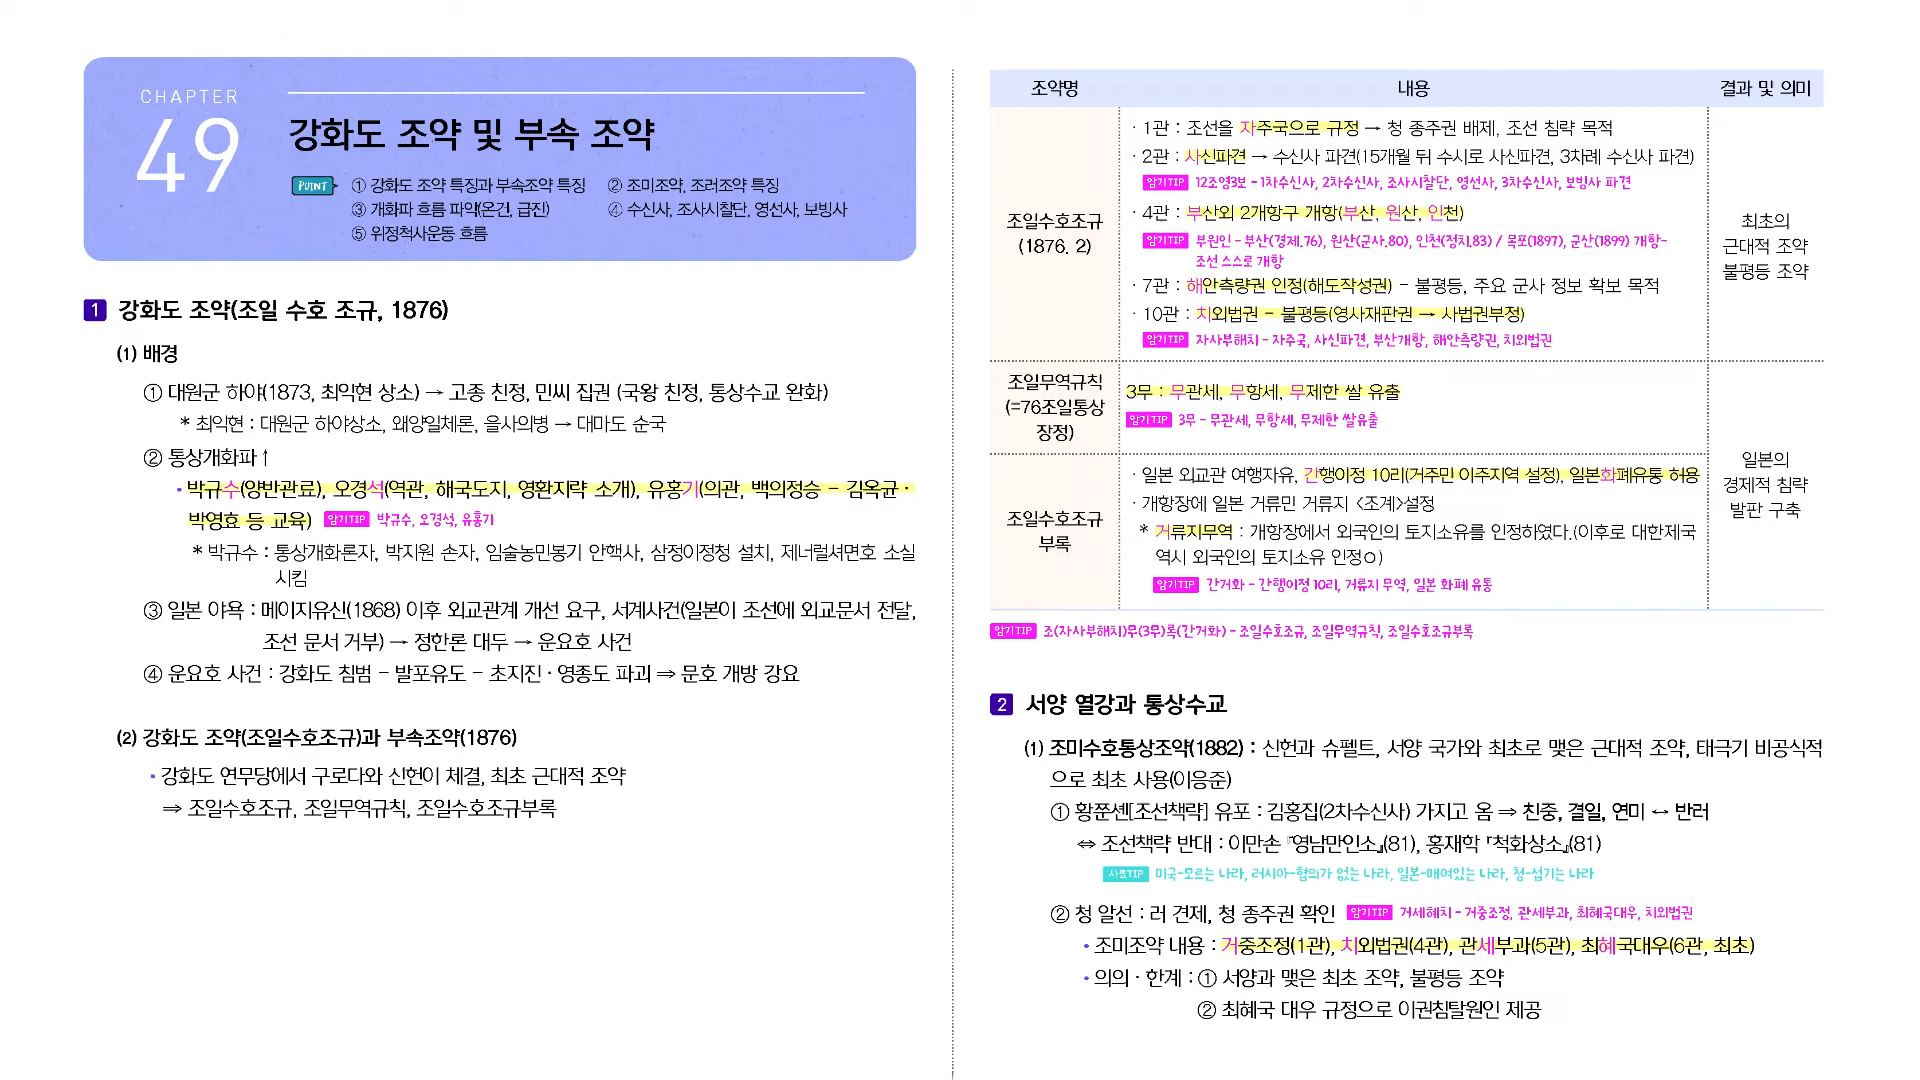 CHAPTER
49
강화도 조약 및 부속 조약
POINT ① 강화도 조약 특징과 부속조약 특징 ② 조미조약, 조러조약 특징
③ 개화파 흐름 파악(온건, 급진) ④ 수신사, 조사시찰단, 영선사, 보빙사
⑤ 위정척사운동 흐름
1 강화도 조약(조일 수호 조규, 1876)
(1) 배경
① 대원군 하야(1873, 최익현 상소) → 고종 친정, 민씨 집권 (국왕 친정, 통상수교 완화)
* 최익현 : 대원군 하야상소, 왜양일체론, 을사의병 → 대마도 순국
② 통상개화파↑
• 박규수(양반관료), 오경석(역관, 해국도지, 영환지략 소개), 유홍기(의관, 백의정승 - 김옥균 ·
박영효 등 교육) 암기TIP 박규수, 오경석, 유홍기
* 박규수 : 통상개화론자, 박지원 손자, 임술농민봉기 안핵사, 삼정이정청 설치, 제너럴셔면호 소실
시킴
③ 일본 야욕 : 메이지유신(1868) 이후 외교관계 개선 요구, 서계사건(일본이 조선에 외교문서 전달,
조선 문서 거부) → 정한론 대두 → 운요호 사건
④ 운요호 사건 : 강화도 침범 - 발포유도 - 초지진 · 영종도 파괴 ⇒ 문호 개방 강요
(2) 강화도 조약(조일수호조규)과 부속조약(1876)
• 강화도 연무당에서 구로다와 신헌이 체결, 최초 근대적 조약
⇒ 조일수호조규, 조일무역규칙, 조일수호조규부록
조약명 내용 결과 및 의미
조일수호조규
(1876. 2)
· 1관 : 조선을 자주국으로 규정 → 청 종주권 배제, 조선 침략 목적
· 2관 : 사신파견 → 수신사 파견(15개월 뒤 수시로 사신파견, 3차례 수신사 파견)
암기TIP 12조영3보 - 1차수신사, 2차수신사, 조사시찰단, 영선사, 3차수신사, 보빙사 파견
· 4관 : 부산외 2개항구 개항(부산, 원산, 인천)
암기TIP 부원인 - 부산(경제.76), 원산(군사.80), 인천(정치.83) / 목포(1897), 군산(1899) 개항-
조선 스스로 개항
· 7관 : 해안측량권 인정(해도작성권) - 불평등, 주요 군사 정보 확보 목적
· 10관 : 치외법권 - 불평등(영사재판권 → 사법권부정)
암기TIP 자사부해치 - 자주국, 사신파견, 부산개항, 해안측량권, 치외법권
최초의
근대적 조약
불평등 조약
조일무역규칙
(=76조일통상
장정)
3무 : 무관세, 무항세, 무제한 쌀 유출
암기TIP 3무 - 무관세, 무항세, 무제한 쌀유출
조일수호조규
부록
· 일본 외교관 여행자유, 간행이정 10리(거주민 이주지역 설정), 일본화폐유통 허용
· 개항장에 일본 거류민 거류지 <조계>설정
* 거류지무역 : 개항장에서 외국인의 토지소유를 인정하였다.(이후로 대한제국
역시 외국인의 토지소유 인정o)
암기TIP 간거화 - 간행이정 10리, 거류지 무역, 일본 화폐 유통
일본의
경제적 침략
발판 구축
암기TIP 조(자사부해치)무(3무)록(간거화) - 조일수호조규, 조일무역규칙, 조일수호조규부록
2 서양 열강과 통상수교
(1) 조미수호통상조약(1882) : 신헌과 슈펠트, 서양 국가와 최초로 맺은 근대적 조약, 태극기 비공식적
으로 최초 사용(이응준)
① 황쭌셴[조선책략] 유포 : 김홍집(2차수신사) 가지고 옴 ⇒ 친중, 결일, 연미 ↔ 반러
⇔ 조선책략 반대 : 이만손 『영남만인소』(81), 홍재학 「척화상소」(81)
사료TIP 미국-모르는 나라, 러시아-혐의가 없는 나라, 일본-매여있는 나라, 청-섬기는 나라
② 청 알선 : 러 견제, 청 종주권 확인 암기TIP 거세혜치 - 거중조정, 관세부과, 최혜국대우, 치외법권
• 조미조약 내용 : 거중조정(1관), 치외법권(4관), 관세부과(5관), 최혜국대우(6관, 최초)
• 의의 · 한계 : ① 서양과 맺은 최초 조약, 불평등 조약
② 최혜국 대우 규정으로 이권침탈원인 제공